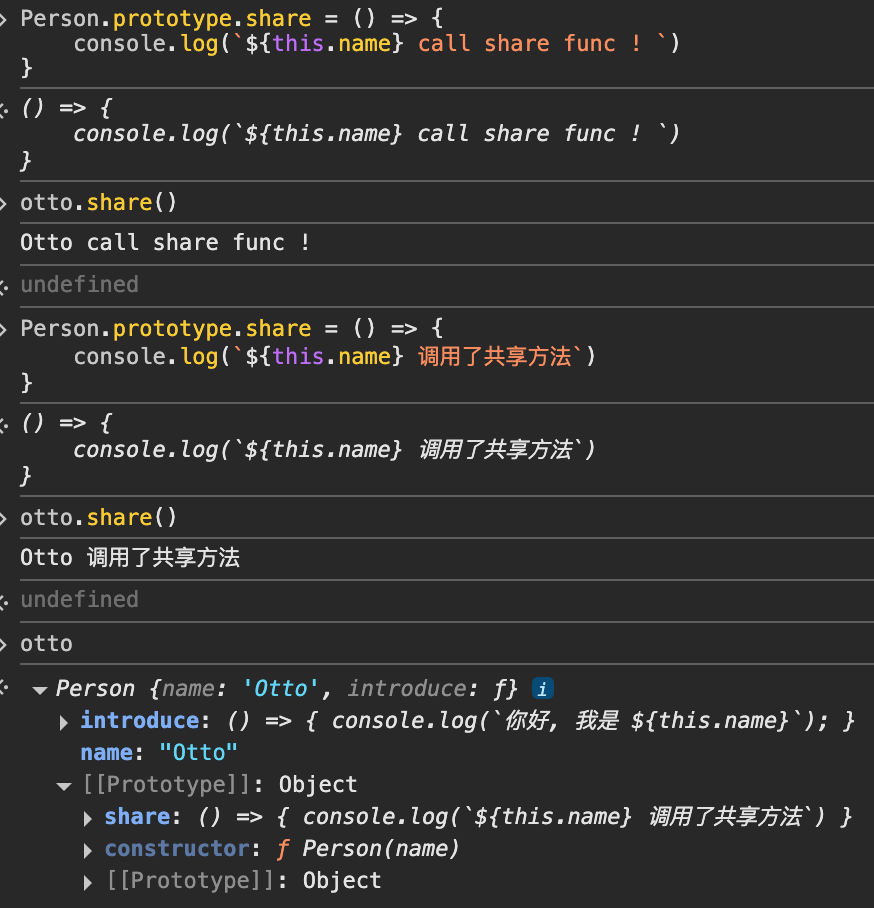 Person.prototype.share = () => {
    console.log(`${this.name} call share func ! `)
}
() => {
    console.log(`${this.name} call share func ! `)
}
otto.share()
Otto call share func !
undefined
Person.prototype.share = () => {
    console.log(`${this.name} 调用了共享方法`)
}
() => {
    console.log(`${this.name} 调用了共享方法`)
}
otto.share()
Otto 调用了共享方法
undefined
otto
Person {name: 'Otto', introduce: ƒ} i
introduce: () => { console.log(`你好, 我是 ${this.name}`); }
name: "Otto"
[[Prototype]]: Object
share: () => { console.log(`${this.name} 调用了共享方法`) }
constructor: ƒ Person(name)
[[Prototype]]: Object